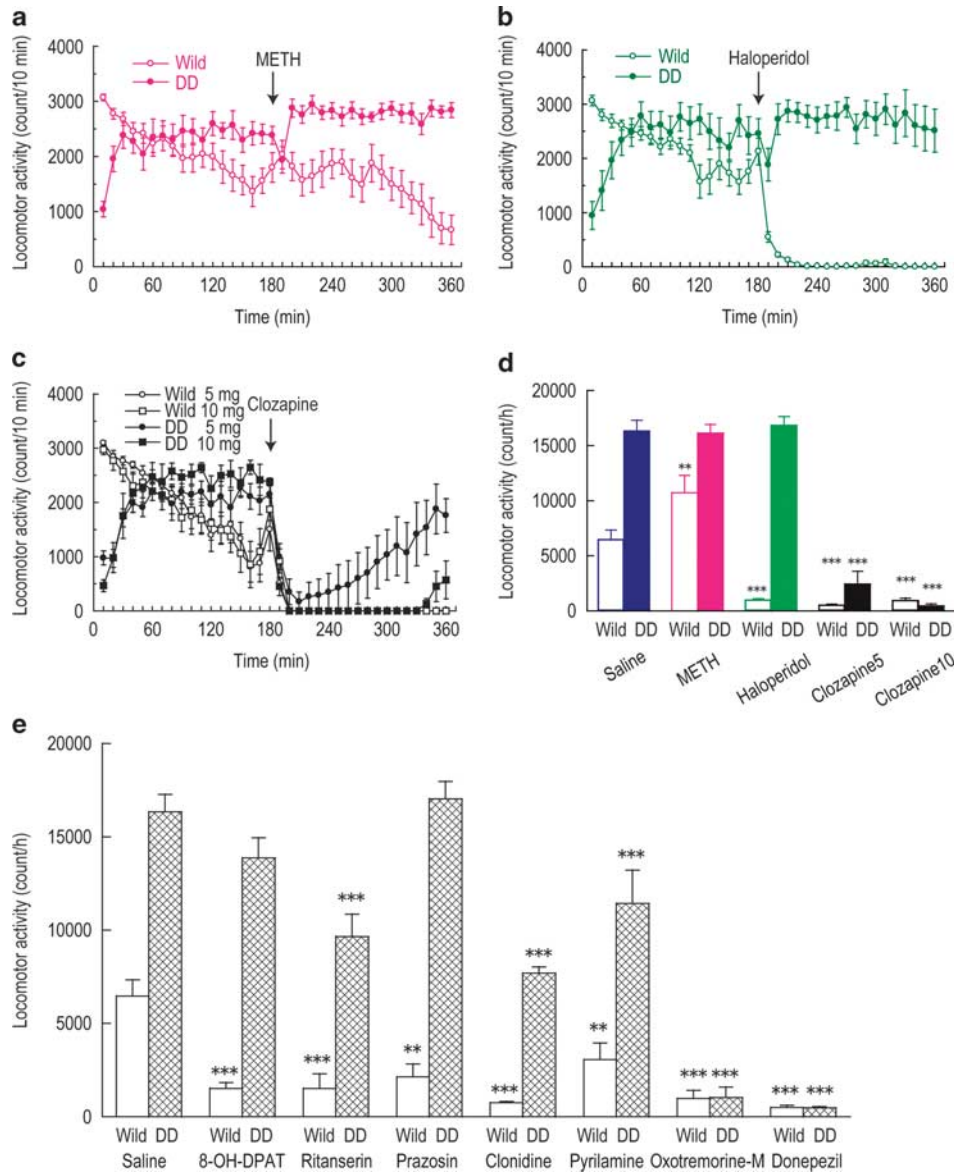 a
Locomotor activity (count/10 min)
4000
3000
2000
1000
0
Wild
DD
METH
0 60 120 180 240 300 360
Time (min)
b
Locomotor activity (count/10 min)
4000
3000
2000
1000
0
Wild
DD
Haloperidol
0 60 120 180 240 300 360
Time (min)
c
Locomotor activity (count/10 min)
4000
3000
2000
1000
0
Wild 5 mg
Wild 10 mg
DD 5 mg
DD 10 mg
Clozapine
0 60 120 180 240 300 360
Time (min)
d
Locomotor activity (count/h)
20000
15000
10000
5000
0
**
***
*** ***
*** ***
Wild DD Wild DD Wild DD Wild DD Wild DD
Saline
METH
Haloperidol
Clozapine5
Clozapine10
e
Locomotor activity (count/h)
20000
15000
10000
5000
0
***
*** ***
**
*** ***
** ***
*** ***
*** ***
Wild DD Wild DD Wild DD Wild DD Wild DD Wild DD Wild DD Wild DD
Saline 8-OH-DPAT Ritanserin Prazosin Clonidine Pyrilamine Oxotremorine-M Donepezil